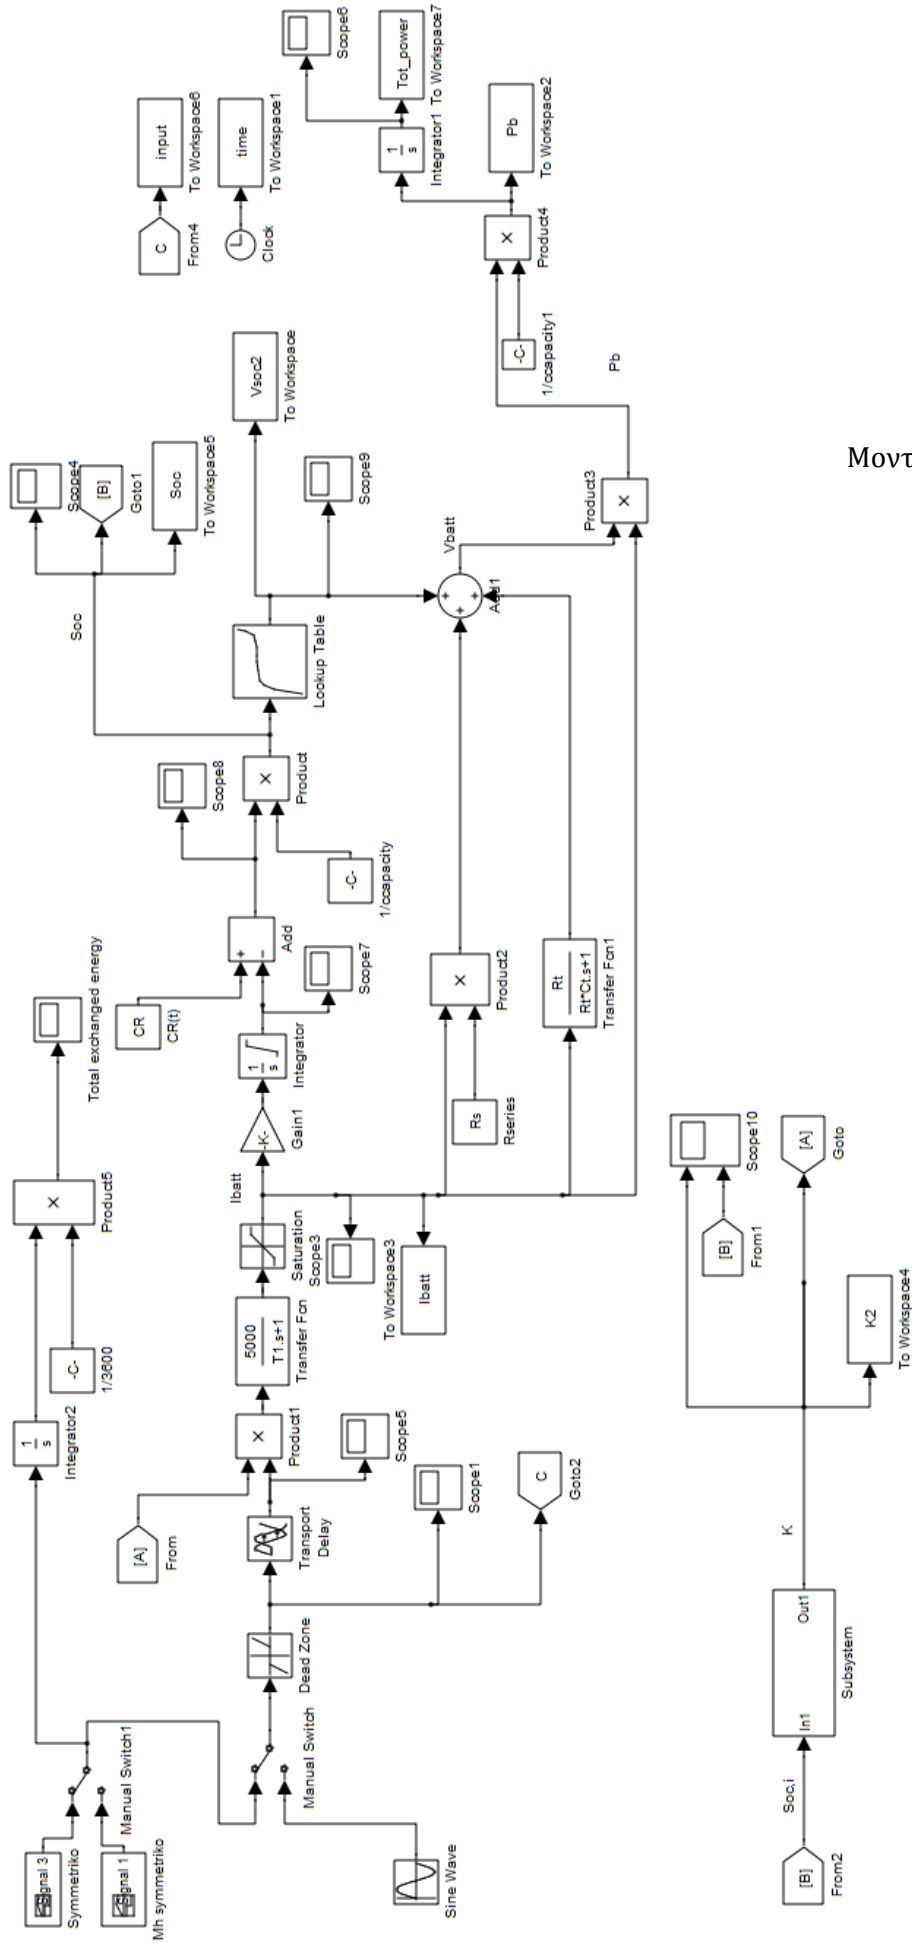 Signal 3
Symmetriko
Signal 1
Mh symmetriko
Manual Switch1
1
s
Integrator2
-C-
1/3600
×
Product5
Total exchanged energy
Sine Wave
Manual Switch
Dead Zone
Transport
Delay
[A]
From
×
Product1
Scope5
Scope1
C
Goto2
5000
T1.s+1
Transfer Fcn
Saturation
Scope3
Ibatt
To Workspace3
Ibatt
-K-
Gain1
1
s
Integrator
Scope7
CR
CR(t)
+
−
Add
Scope8
-C-
1/ccapacity
×
Product
Soc
Scope4
[B]
Goto1
Soc
To Workspace5
Lookup Table
Vsoc2
To Workspace
Scope9
Rs
Rseries
×
Product2
Rt
Rt*Ct.s+1
Transfer Fcn1
+
+
+
Add1
Vbatt
×
Product3
Pb
-C-
1/ccapacity1
×
Product4
Pb
To Workspace2
1
s
Integrator1
Tot_power
To Workspace7
Scope6
C
From4
input
To Workspace6
Clock
time
To Workspace1
[B]
From2
Soc,i
In1
Out1
Subsystem
K
K2
To Workspace4
[B]
From1
Scope10
[A]
Goto
Μοντ